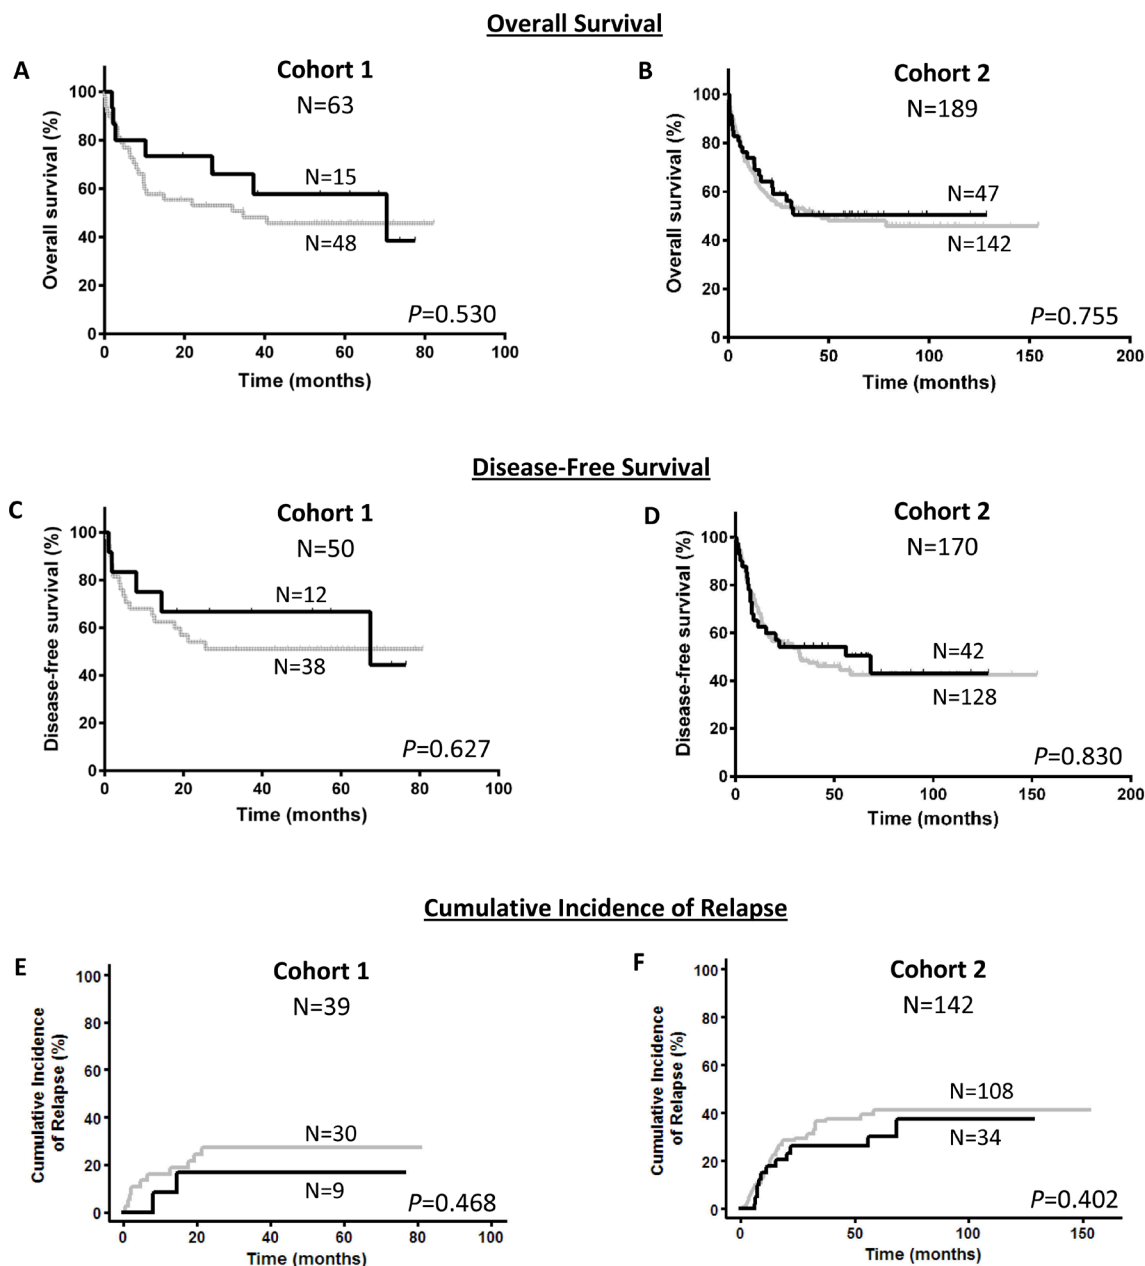 Overall Survival
A
Cohort 1
N=63
Overall survival (%)
100
80
60
40
20
0
N=15
N=48
P=0.530
0 20 40 60 80 100
Time (months)
B
Cohort 2
N=189
Overall survival (%)
100
80
60
40
20
0
N=47
N=142
P=0.755
0 50 100 150 200
Time (months)
Disease-Free Survival
C
Cohort 1
N=50
Disease-free survival (%)
100
80
60
40
20
0
N=12
N=38
P=0.627
0 20 40 60 80 100
Time (months)
D
Cohort 2
N=170
Disease-free survival (%)
100
80
60
40
20
0
N=42
N=128
P=0.830
0 50 100 150 200
Time (months)
Cumulative Incidence of Relapse
E
Cohort 1
N=39
Cumulative Incidence
of Relapse (%)
100
80
60
40
20
0
N=30
N=9
P=0.468
0 20 40 60 80 100
Time (months)
F
Cohort 2
N=142
Cumulative Incidence
of Relapse (%)
100
80
60
40
20
0
N=108
N=34
P=0.402
0 50 100 150
Time (months)